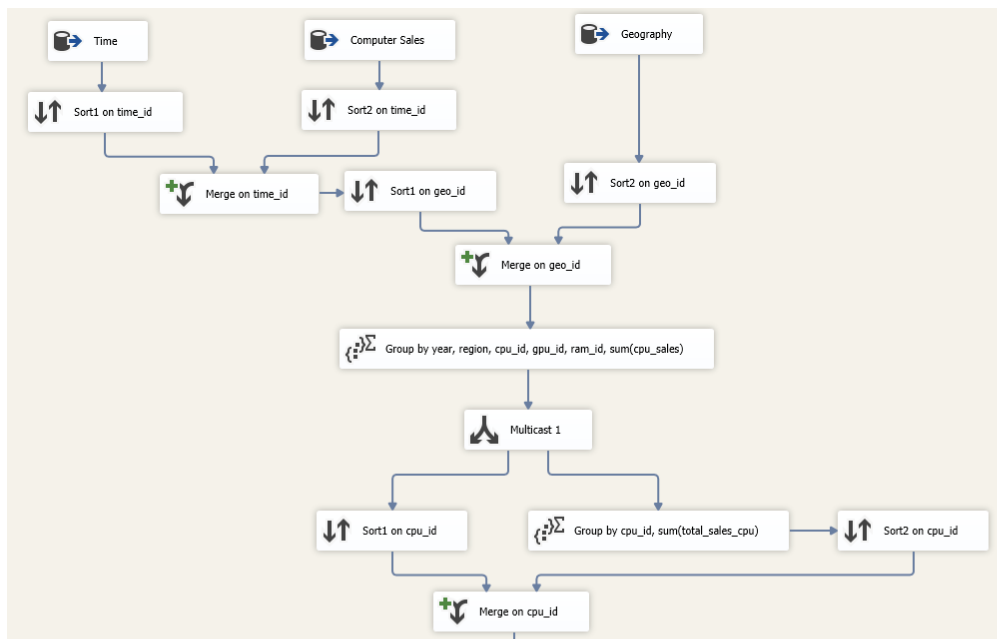 Time
Computer Sales
Geography
Sort1 on time_id
Sort2 on time_id
Merge on time_id
Sort1 on geo_id
Sort2 on geo_id
Merge on geo_id
Group by year, region, cpu_id, gpu_id, ram_id, sum(cpu_sales)
Multicast 1
Sort1 on cpu_id
Group by cpu_id, sum(total_sales_cpu)
Sort2 on cpu_id
Merge on cpu_id